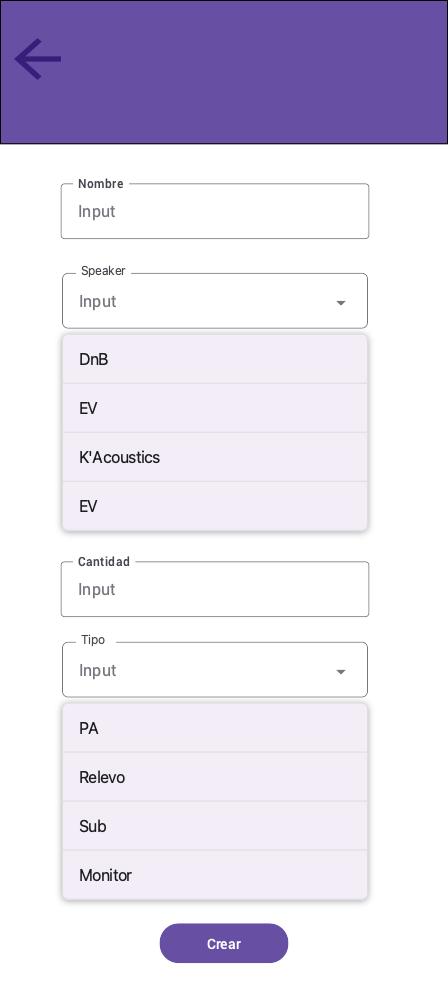 Nombre
Input
Speaker
Input
DnB
EV
K'Acoustics
EV
Cantidad
Input
Tipo
Input
PA
Relevo
Sub
Monitor
Crear